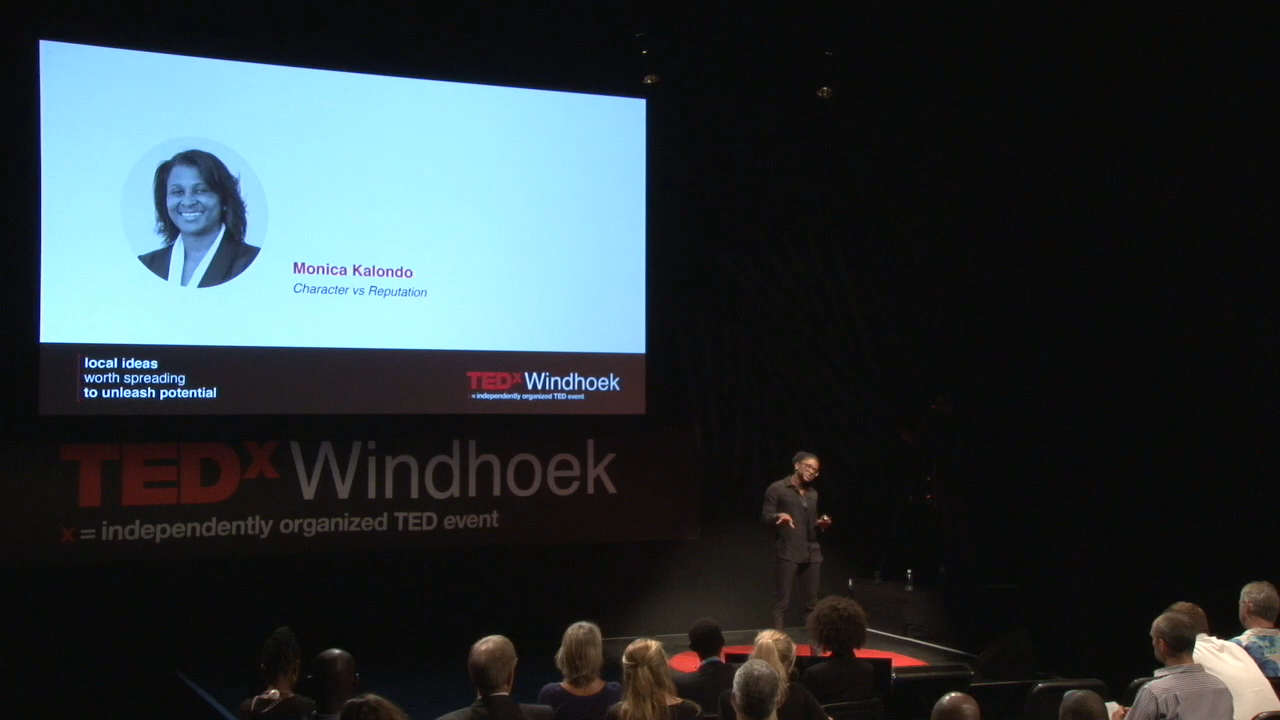 Monica Kalondo
Character vs Reputation
local ideas
worth spreading
to unleash potential
TEDx Windhoek
= independently organized TED event
TEDx Windhoek
x = independently organized TED event